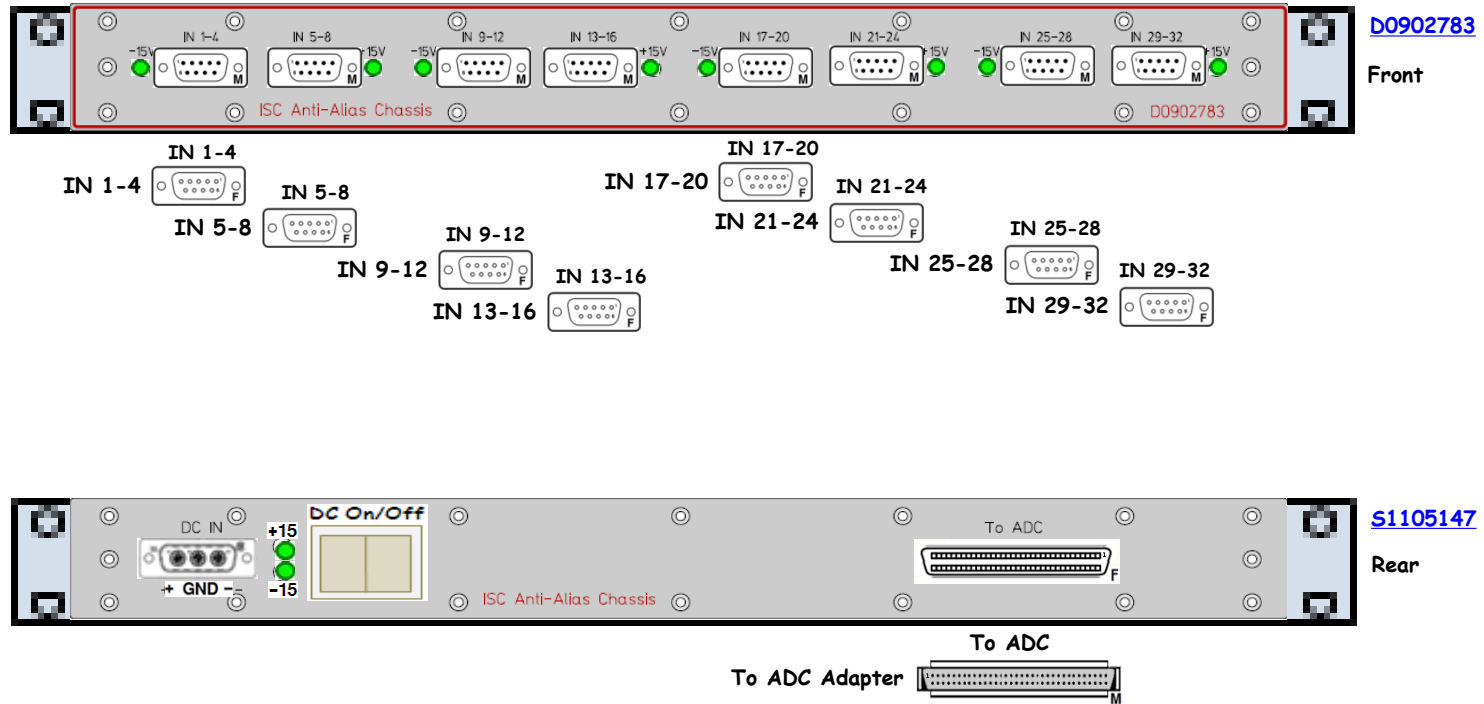 D0902783
IN 1-4 IN 5-8 IN 9-12 IN 13-16 IN 17-20 IN 21-24 IN 25-28 IN 29-32
-15V +15V -15V +15V -15V +15V -15V +15V
M M M M M M M M
Front
ISC Anti-Alias Chassis D0902783
IN 1-4
IN 1-4 F
IN 5-8
IN 5-8 F
IN 9-12
IN 9-12 F
IN 13-16
IN 13-16 F
IN 17-20
IN 17-20 F
IN 21-24
IN 21-24 F
IN 25-28
IN 25-28 F
IN 29-32
IN 29-32 F
DC IN +15 DC On/Off To ADC S1105147
F
Rear
+ GND - -15
ISC Anti-Alias Chassis
To ADC
To ADC Adapter
M